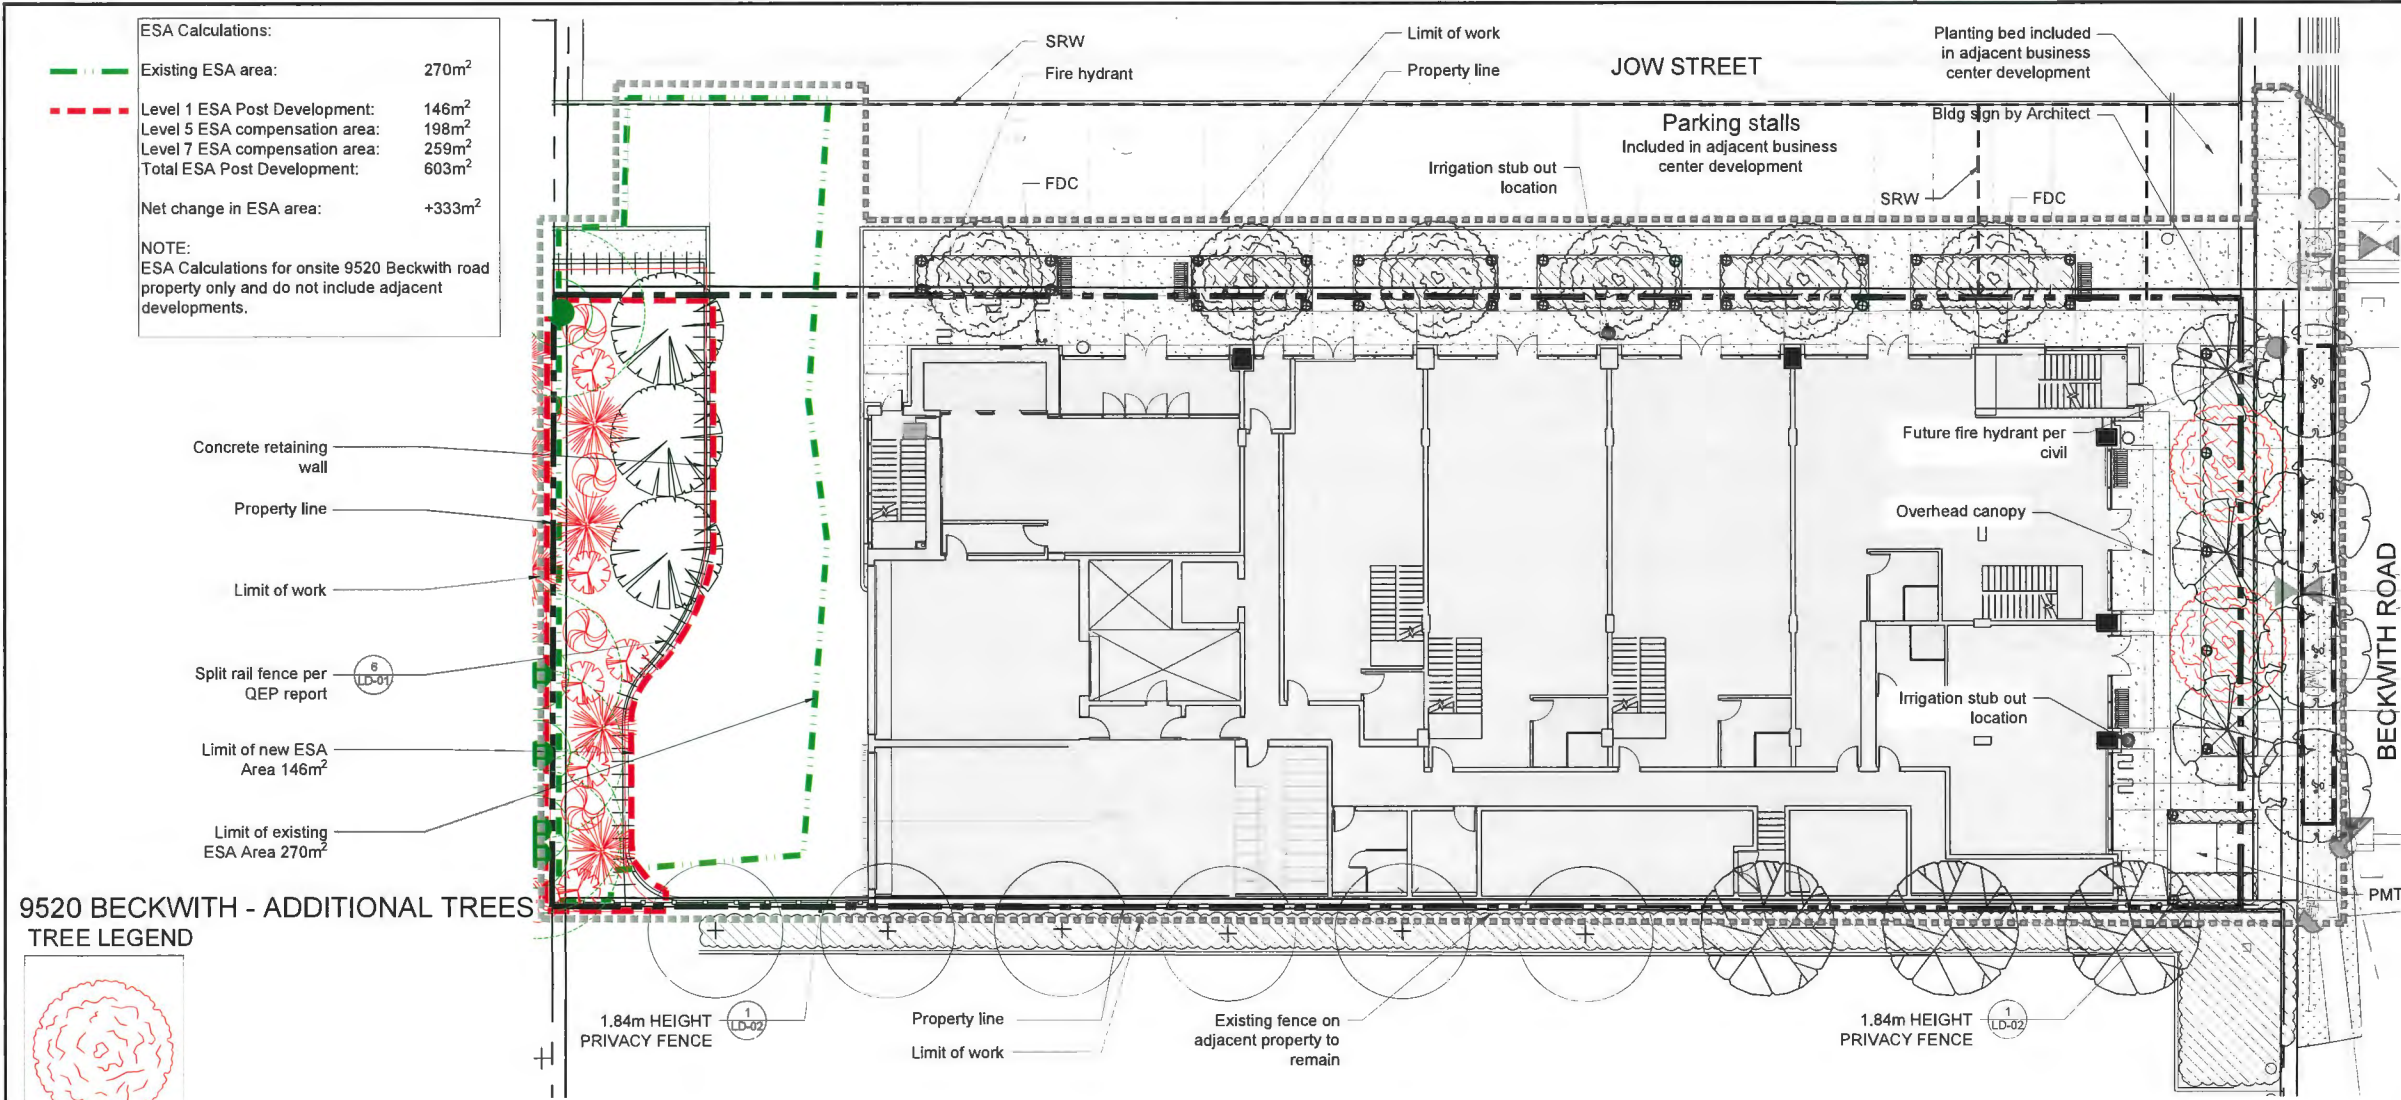 ESA Calculations:
Existing ESA area: 270m²
Level 1 ESA Post Development: 146m²
Level 5 ESA compensation area: 198m²
Level 7 ESA compensation area: 259m²
Total ESA Post Development: 603m²
Net change in ESA area: +333m²
NOTE:
ESA Calculations for onsite 9520 Beckwith road
property only and do not include adjacent
developments.
SRW
Fire hydrant
FDC
Limit of work
Property line
JOW STREET
Parking stalls
Included in adjacent business
center development
Irrigation stub out
location
Planting bed included
in adjacent business
center development
Bldg sign by Architect
SRW
FDC
Concrete retaining
wall
Property line
Limit of work
Split rail fence per
QEP report
6
LD-01
Limit of new ESA
Area 146m²
Limit of existing
ESA Area 270m²
Future fire hydrant per
civil
Overhead canopy
Irrigation stub out
location
BECKWITH ROAD
PMT
9520 BECKWITH - ADDITIONAL TREES
TREE LEGEND
1.84m HEIGHT
PRIVACY FENCE
1
LD-02
Property line
Limit of work
Existing fence on
adjacent property to
remain
1.84m HEIGHT
PRIVACY FENCE
1
LD-02